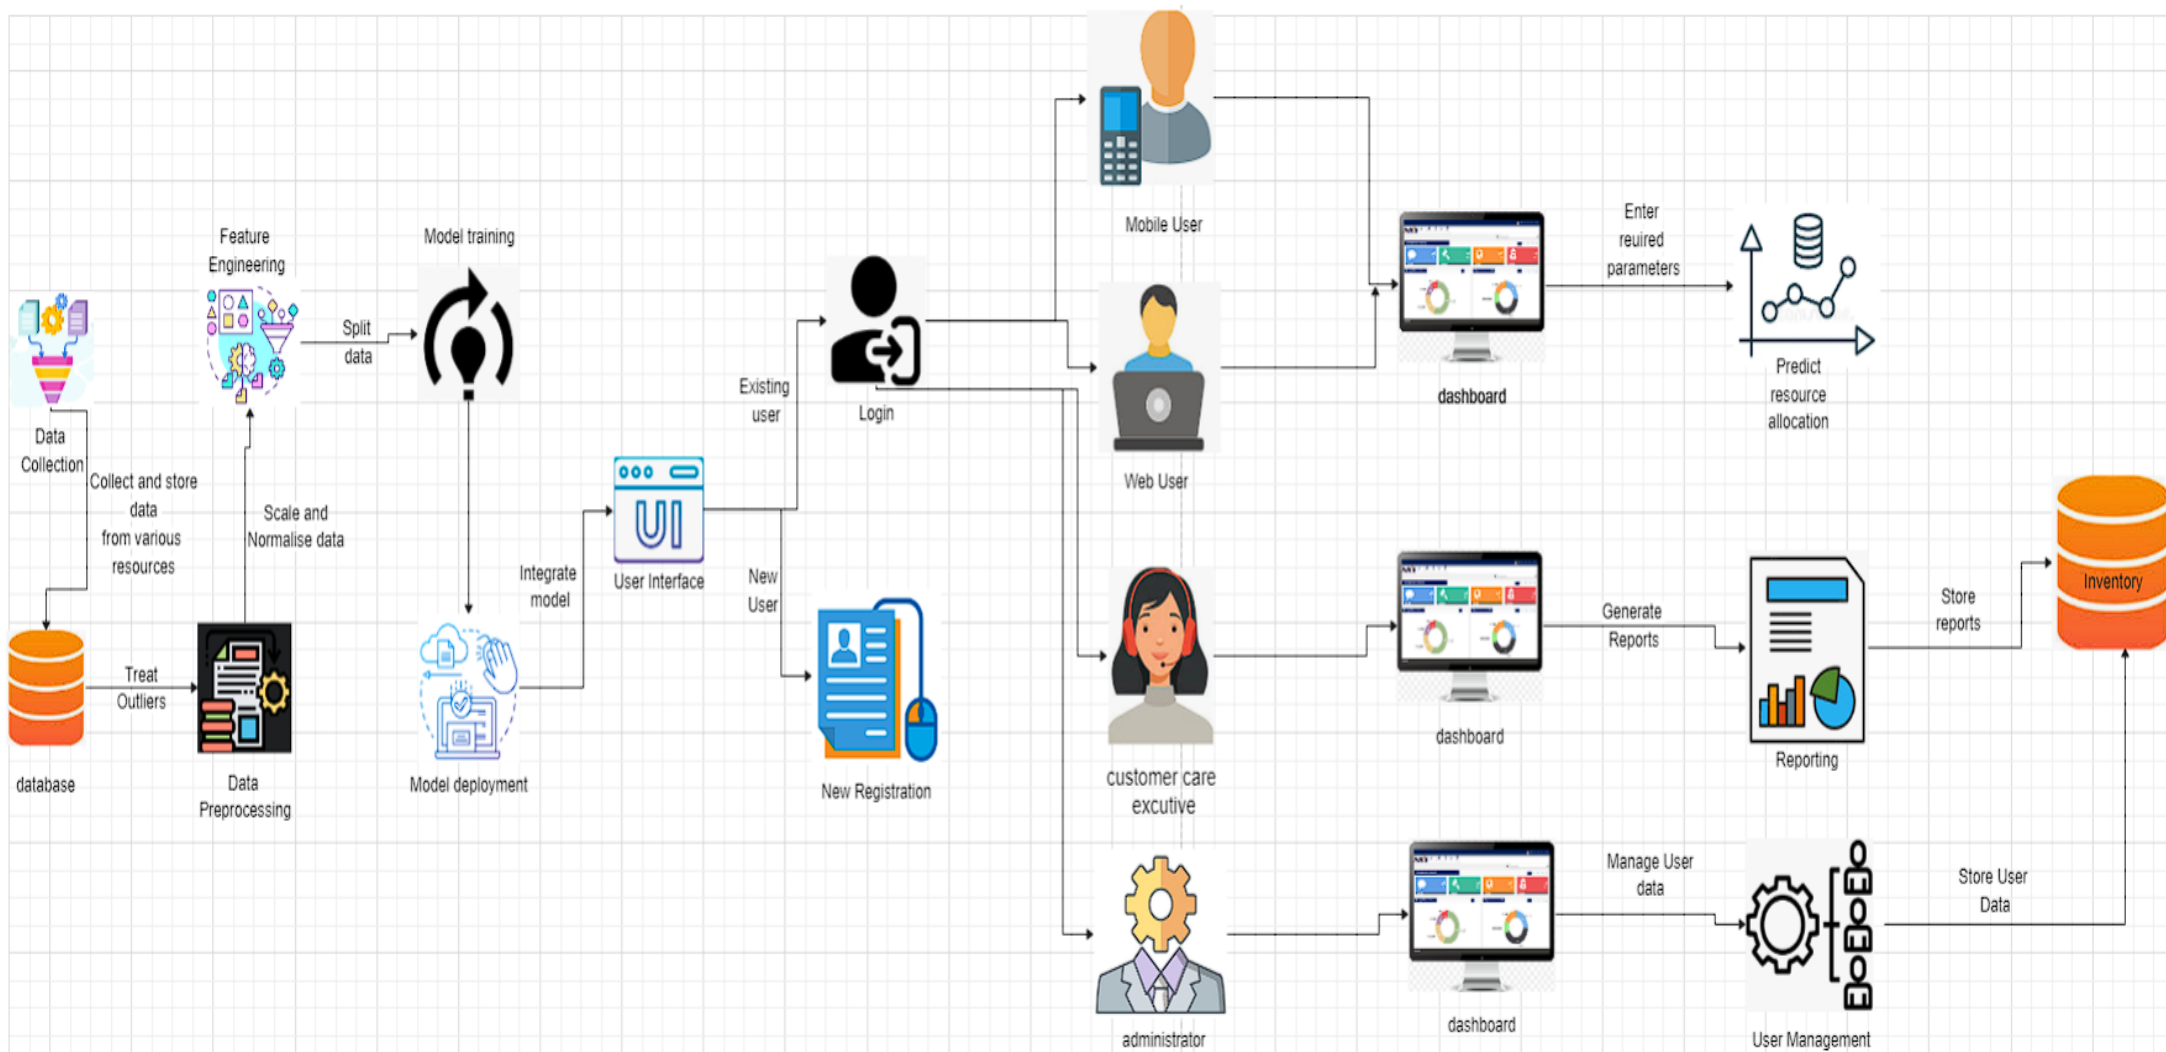 Mobile User
Feature
Engineering
Model training
Enter
reuired
parameters
Split
data
Predict
resource
allocation
dashboard
Existing
user
Login
Data
Collection
Web User
Collect and store
data
from various
resources
Scale and
Normalise data
UI
User Interface
Integrate
model
New
User
Generate
Reports
Store
reports
Inventory
Treat
Outliers
database
Data
Preprocessing
Model deployment
New Registration
customer care
excutive
dashboard
Reporting
Manage User
data
Store User
Data
administrator
dashboard
User Management